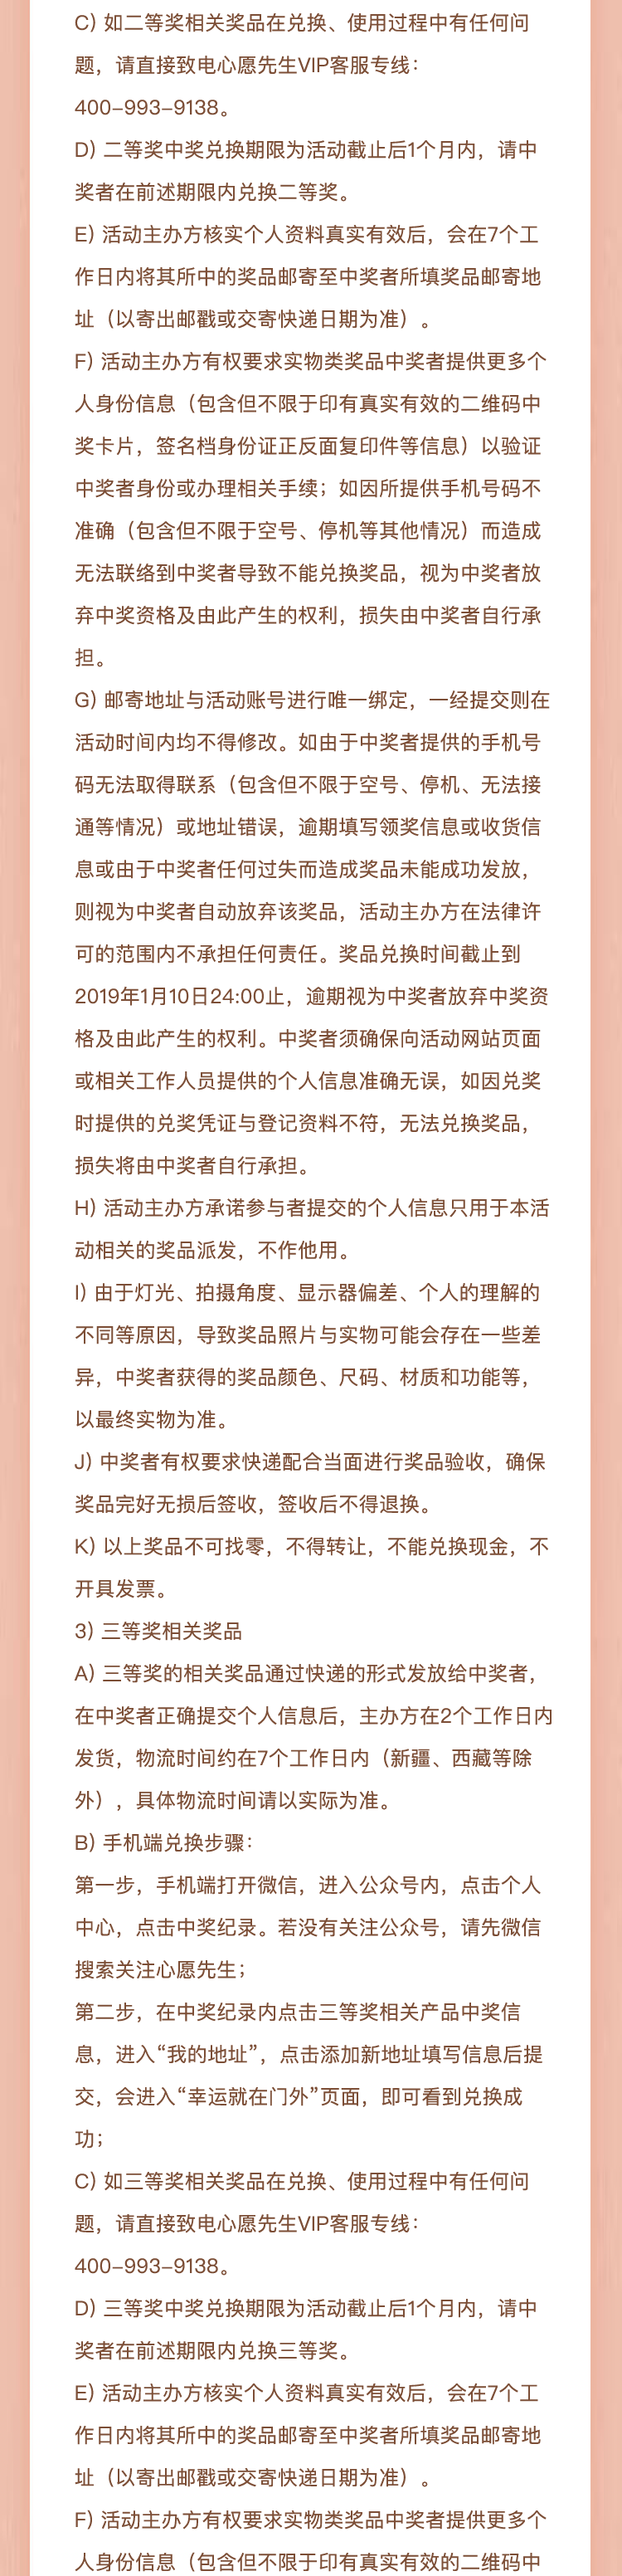 C) 如二等奖相关奖品在兑换、使用过程中有任何问
题，请直接致电心愿先生VIP客服专线：
400-993-9138。
D) 二等奖中奖兑换期限为活动截止后1个月内，请中
奖者在前述期限内兑换二等奖。
E) 活动主办方核实个人资料真实有效后，会在7个工
作日内将其所中的奖品邮寄至中奖者所填奖品邮寄地
址（以寄出邮戳或交寄快递日期为准）。
F) 活动主办方有权要求实物类奖品中奖者提供更多个
人身份信息（包含但不限于印有真实有效的二维码中
奖卡片，签名档身份证正反面复印件等信息）以验证
中奖者身份或办理相关手续；如因所提供手机号码不
准确（包含但不限于空号、停机等其他情况）而造成
无法联络到中奖者导致不能兑换奖品，视为中奖者放
弃中奖资格及由此产生的权利，损失由中奖者自行承
担。
G) 邮寄地址与活动账号进行唯一绑定，一经提交则在
活动时间内均不得修改。如由于中奖者提供的手机号
码无法取得联系（包含但不限于空号、停机、无法接
通等情况）或地址错误，逾期填写领奖信息或收货信
息或由于中奖者任何过失而造成奖品未能成功发放，
则视为中奖者自动放弃该奖品，活动主办方在法律许
可的范围内不承担任何责任。奖品兑换时间截止到
2019年1月10日24:00止，逾期视为中奖者放弃中奖资
格及由此产生的权利。中奖者须确保向活动网站页面
或相关工作人员提供的个人信息准确无误，如因兑奖
时提供的兑奖凭证与登记资料不符，无法兑换奖品，
损失将由中奖者自行承担。
H) 活动主办方承诺参与者提交的个人信息只用于本活
动相关的奖品派发，不作他用。
I) 由于灯光、拍摄角度、显示器偏差、个人的理解的
不同等原因，导致奖品照片与实物可能会存在一些差
异，中奖者获得的奖品颜色、尺码、材质和功能等，
以最终实物为准。
J) 中奖者有权要求快递配合当面进行奖品验收，确保
奖品完好无损后签收，签收后不得退换。
K) 以上奖品不可找零，不得转让，不能兑换现金，不
开具发票。
3) 三等奖相关奖品
A) 三等奖的相关奖品通过快递的形式发放给中奖者，
在中奖者正确提交个人信息后，主办方在2个工作日内
发货，物流时间约在7个工作日内（新疆、西藏等除
外），具体物流时间请以实际为准。
B) 手机端兑换步骤：
第一步，手机端打开微信，进入公众号内，点击个人
中心，点击中奖纪录。若没有关注公众号，请先微信
搜索关注心愿先生；
第二步，在中奖纪录内点击三等奖相关产品中奖信
息，进入“我的地址”，点击添加新地址填写信息后提
交，会进入“幸运就在门外”页面，即可看到兑换成
功；
C) 如三等奖相关奖品在兑换、使用过程中有任何问
题，请直接致电心愿先生VIP客服专线：
400-993-9138。
D) 三等奖中奖兑换期限为活动截止后1个月内，请中
奖者在前述期限内兑换三等奖。
E) 活动主办方核实个人资料真实有效后，会在7个工
作日内将其所中的奖品邮寄至中奖者所填奖品邮寄地
址（以寄出邮戳或交寄快递日期为准）。
F) 活动主办方有权要求实物类奖品中奖者提供更多个
人身份信息（包含但不限于印有真实有效的二维码中